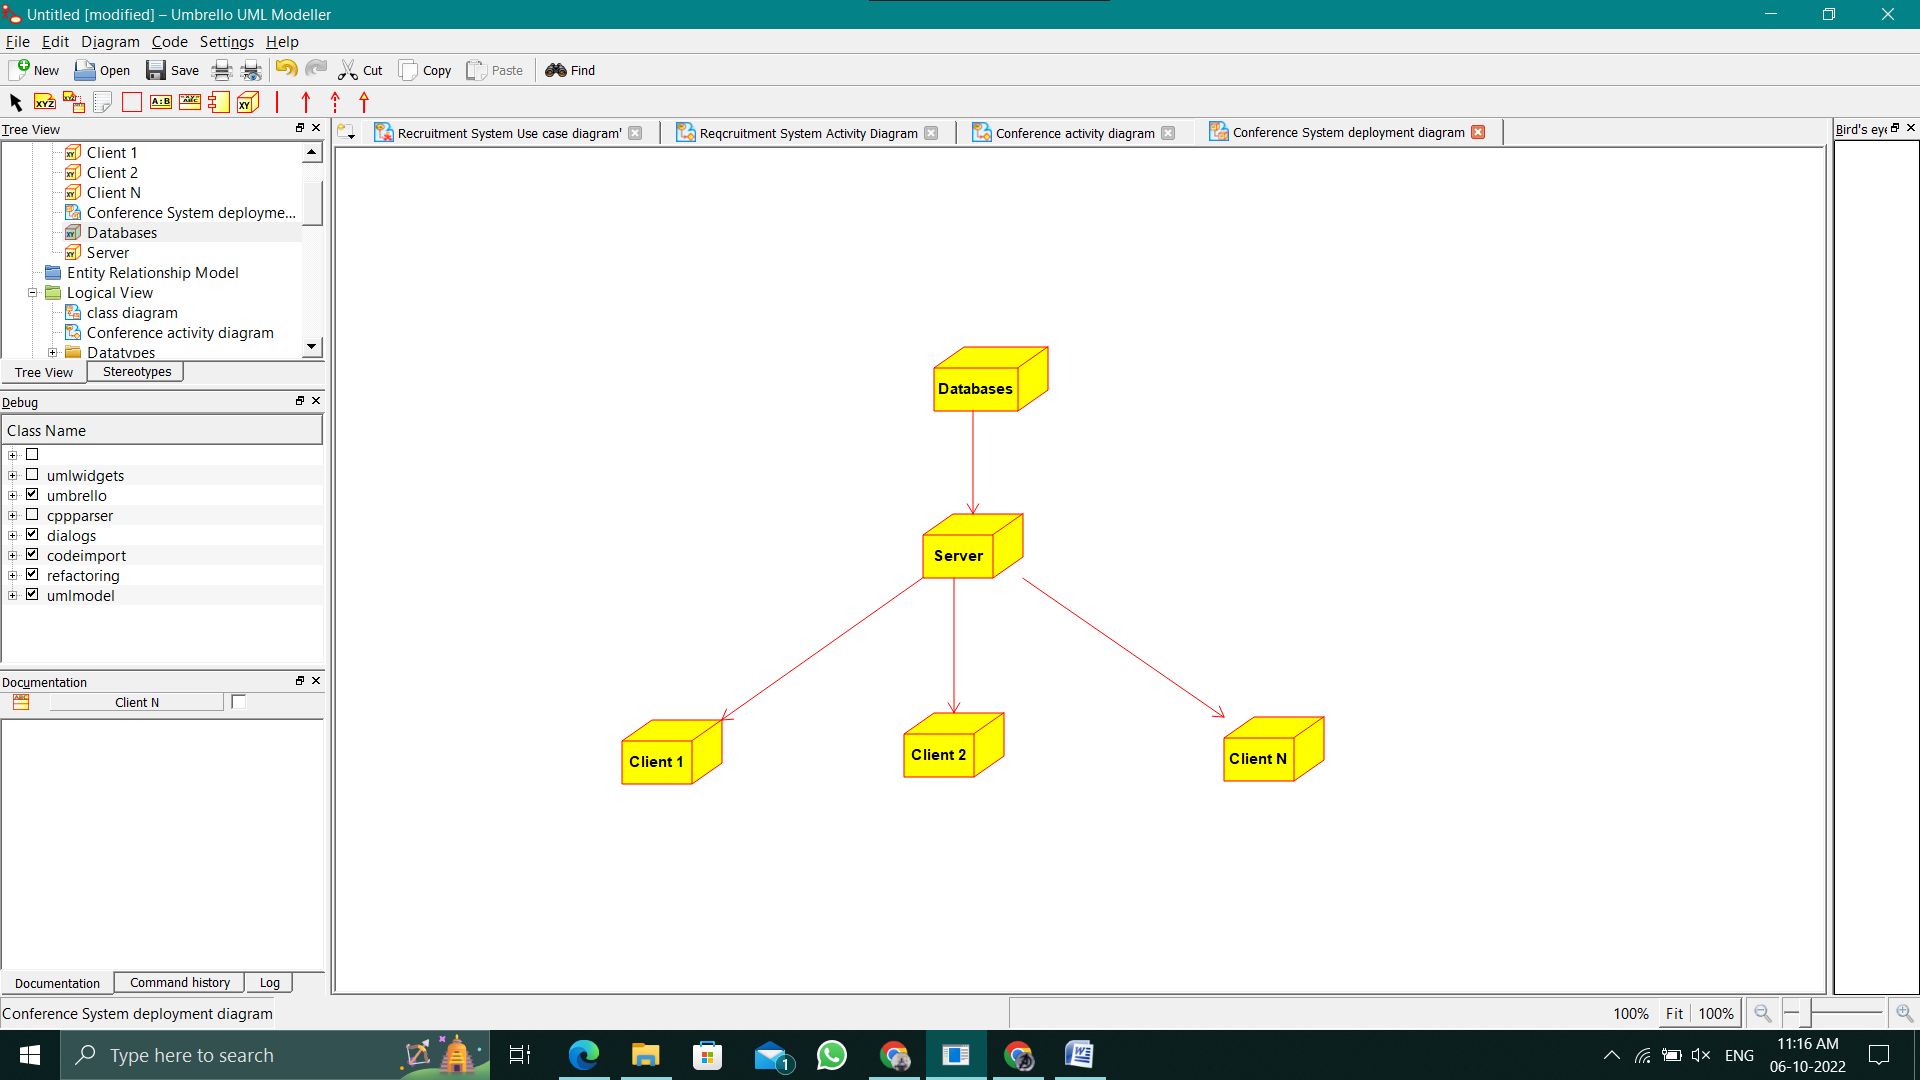 Untitled [modified] – Umbrello UML Modeller
File Edit Diagram Code Settings Help
New Open Save Cut Copy Paste Find
XYZ XYZ A:B ABC XY
Tree View
Client 1
Client 2
Client N
Conference System deployme...
Databases
Server
Entity Relationship Model
Logical View
class diagram
Conference activity diagram
Datatypes
Tree View Stereotypes
Debug
Class Name
umlwidgets
umbrello
cppparser
dialogs
codeimport
refactoring
umlmodel
Documentation
Client N
Documentation Command history Log
Recruitment System Use case diagram' Reqcruitment System Activity Diagram Conference activity diagram Conference System deployment diagram
Databases
Server
Client 1 Client 2 Client N
Bird's eye
Conference System deployment diagram
100% Fit 100%
Type here to search
1
ENG
11:16 AM
06-10-2022